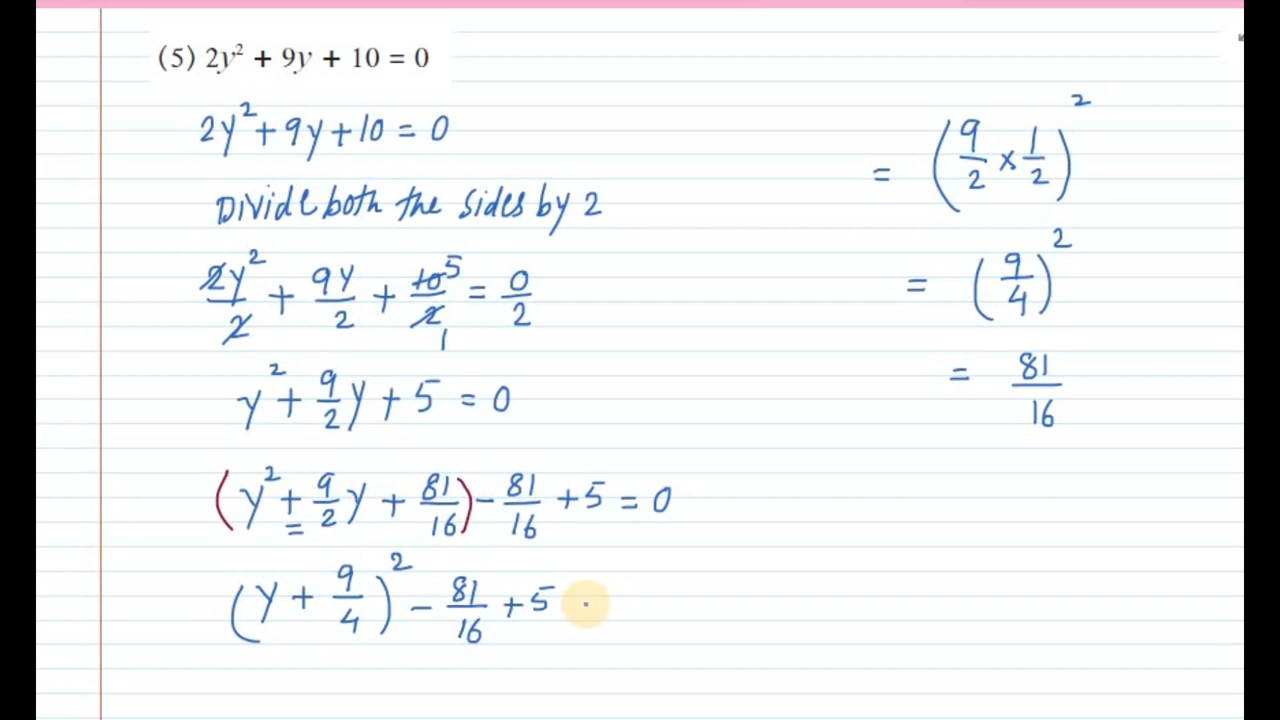 (5) 2y² + 9y + 10 = 0
2y² + 9y + 10 = 0
Divide both the sides by 2
2y²/2 + 9y/2 + 10/2 5 1 = 0/2
y² + 9/2 y + 5 = 0
(y² + 9/2 y + 81/16) - 81/16 + 5 = 0
(y + 9/4)² - 81/16 + 5
= (9/2 × 1/2)²
= (9/4)²
= 81/16